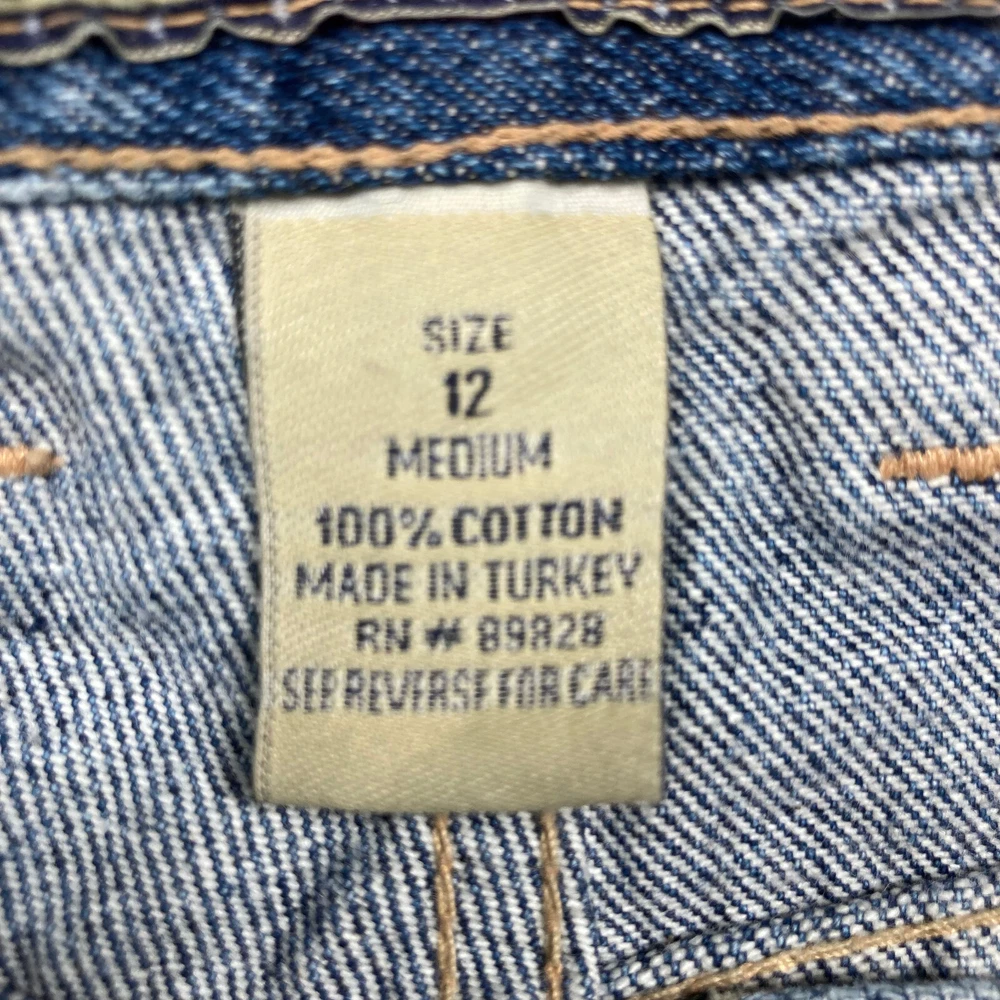 SIZE
12
MEDIUM
100% COTTON
MADE IN TURKEY
RN # 89828
SEE REVERSE FOR CARE